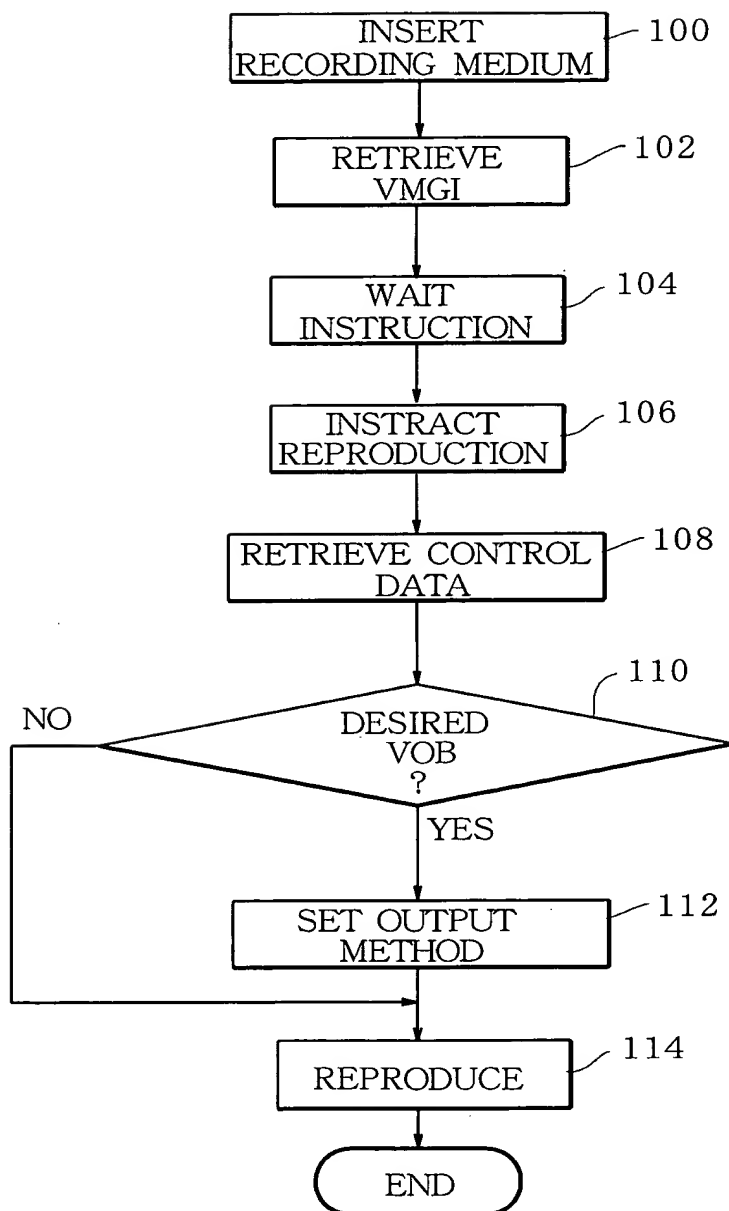 INSERT
RECORDING MEDIUM
100
RETRIEVE
VMGI
102
WAIT
INSTRUCTION
104
INSTRACT
REPRODUCTION
106
RETRIEVE CONTROL
DATA
108
110
NO
DESIRED
VOB
?
YES
SET OUTPUT
METHOD
112
REPRODUCE
114
END